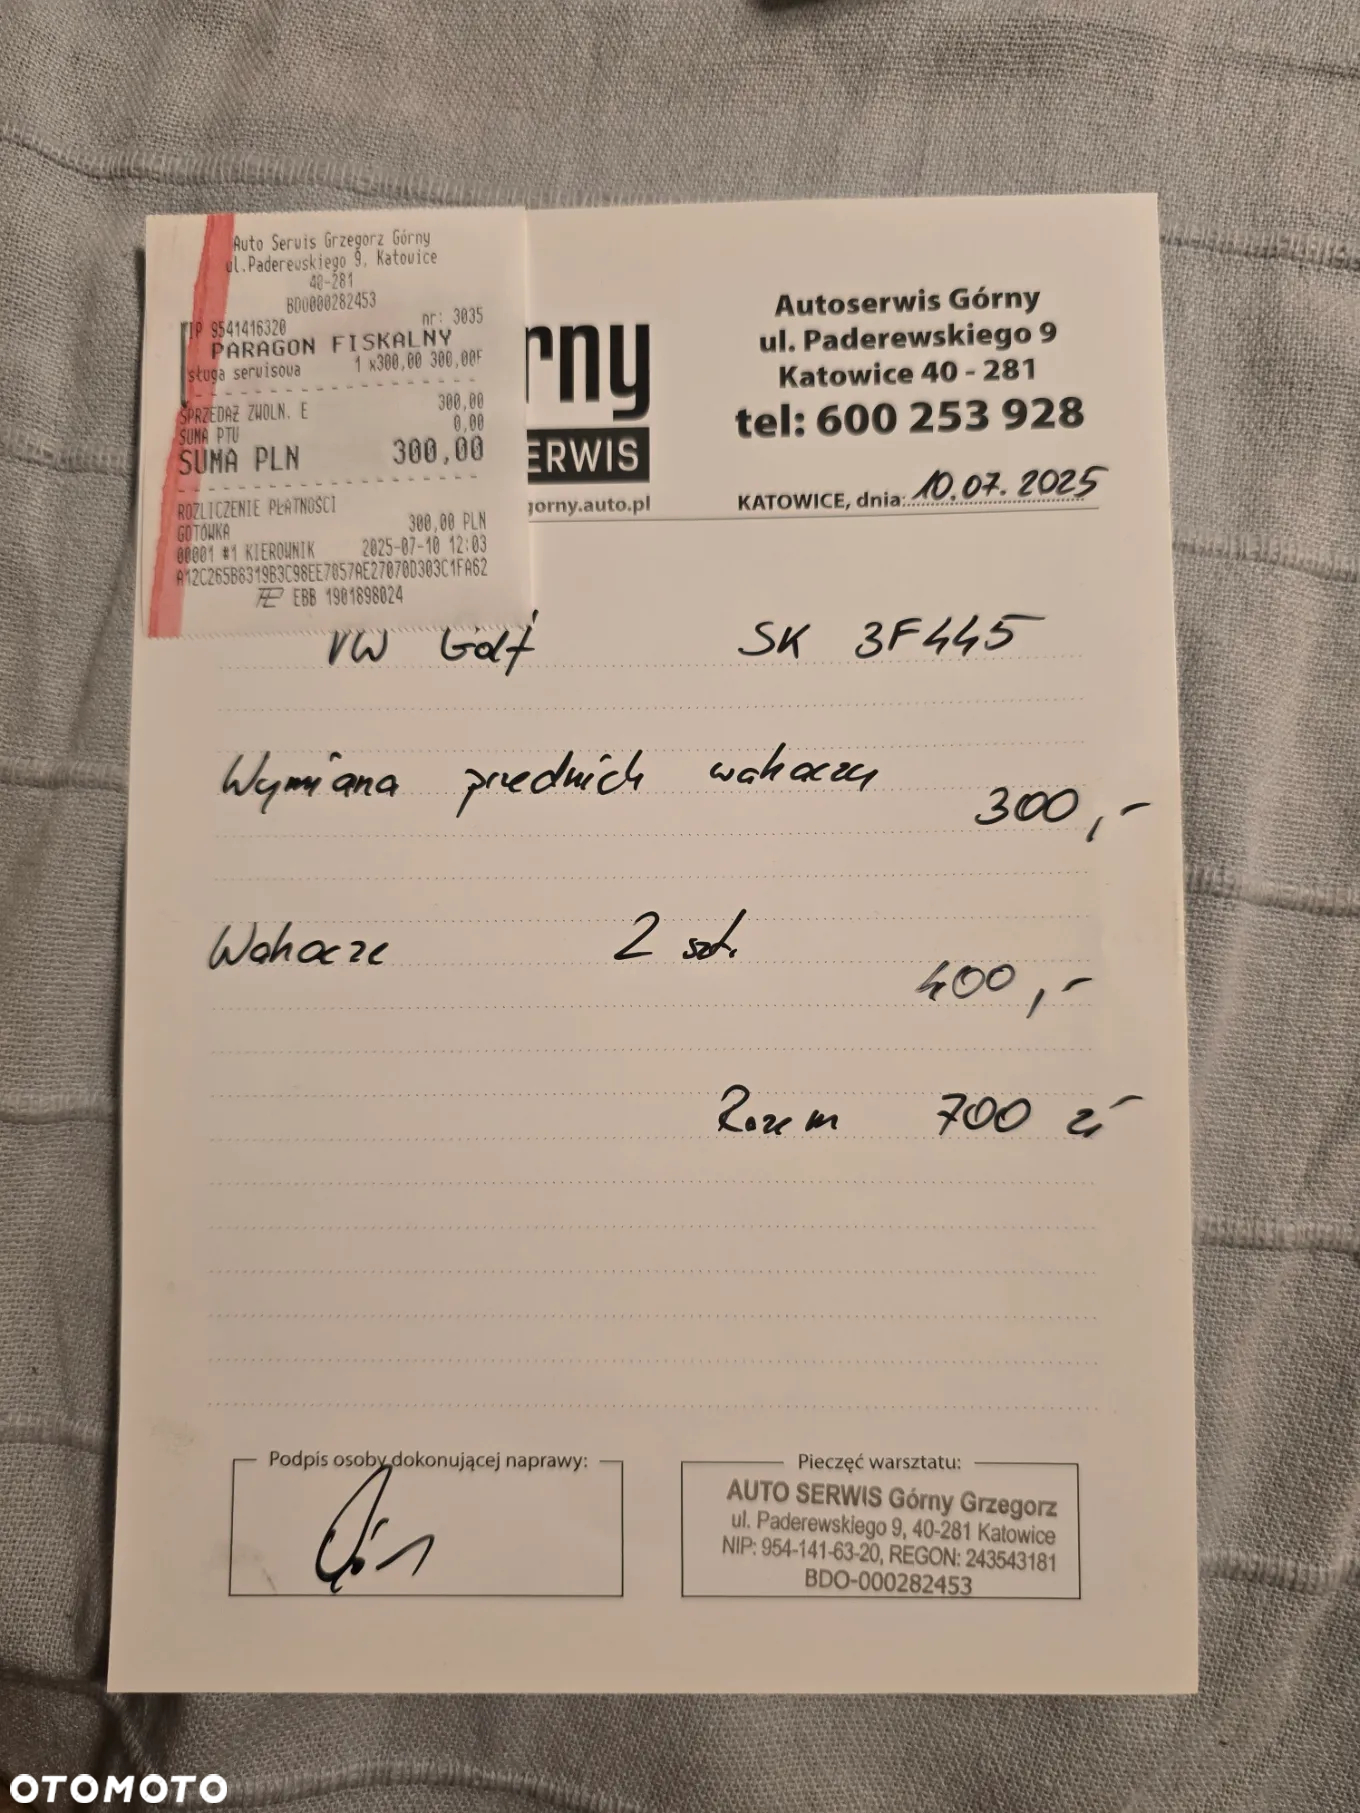 Auto Serwis Grzegorz Górny
ul.Paderewskiego 9, Katowice
40-281
BDO000282453
IP 9541416320 nr: 3035
PARAGON FISKALNY
sługa serwisowa 1 x300,00 300,00F
SPRZEDAŻ ZWOLN. E 300,00
SUMA PTU 0,00
SUMA PLN 300,00
ROZLICZENIE PŁATNOŚCI
GOTÓWKA 300,00 PLN
00001 #1 KIEROWNIK 2025-07-10 12:03
A12C265B6319B3C98EE7057AE27070D303C1FA62
EBB 1901898024
rny
ERWIS
gorny.auto.pl
Autoserwis Górny
ul. Paderewskiego 9
Katowice 40 - 281
tel: 600 253 928
KATOWICE, dnia: 10.07.2025
VW Golf SK 3F445
Wymiana przednich wahaczy
300,-
Wahacze 2 szt.
400,-
Razem 700 zł
Podpis osoby dokonującej naprawy:
Pieczęć warsztatu:
AUTO SERWIS Górny Grzegorz
ul. Paderewskiego 9, 40-281 Katowice
NIP: 954-141-63-20, REGON: 243543181
BDO-000282453
OTOMOTO